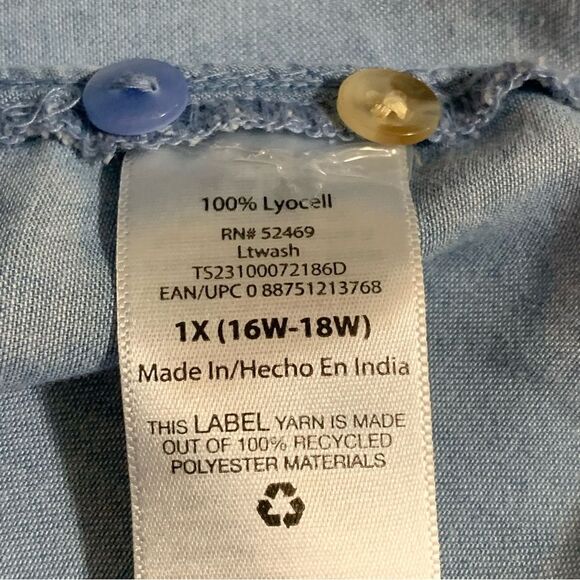 100% Lyocell
RN# 52469
Ltwash
TS23100072186D
EAN/UPC 0 88751213768
1X (16W-18W)
Made In/Hecho En India
THIS LABEL YARN IS MADE
OUT OF 100% RECYCLED
POLYESTER MATERIALS